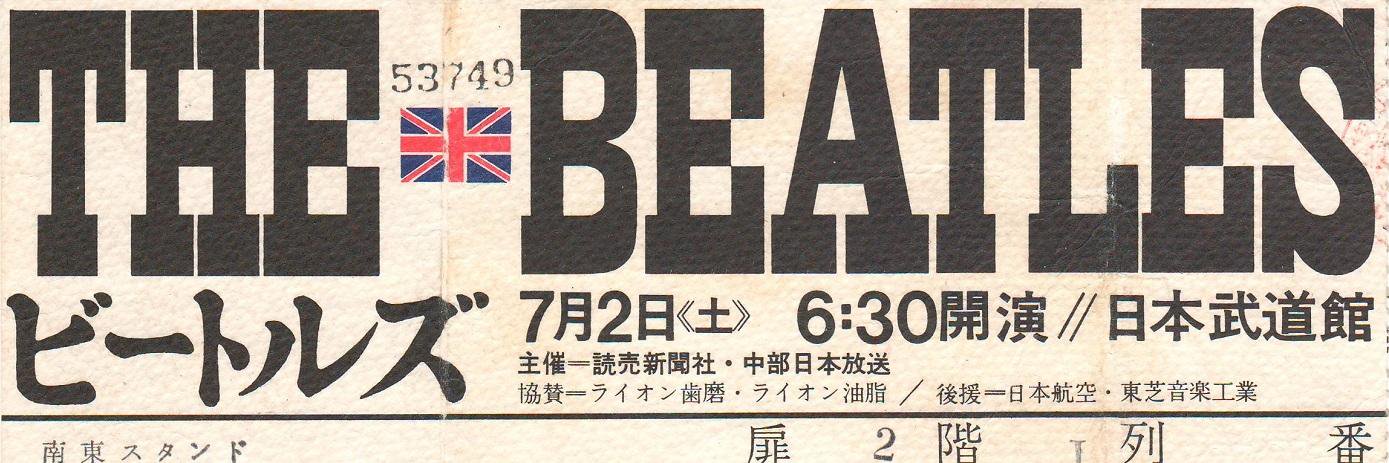 THE BEATLES
53749
ビートルズ
7月2日《土》 6:30開演//日本武道館
主催=読売新聞社・中部日本放送
協賛=ライオン歯磨・ライオン油脂 / 後援=日本航空・東芝音楽工業
南東スタンド 扉 2 階 列 番